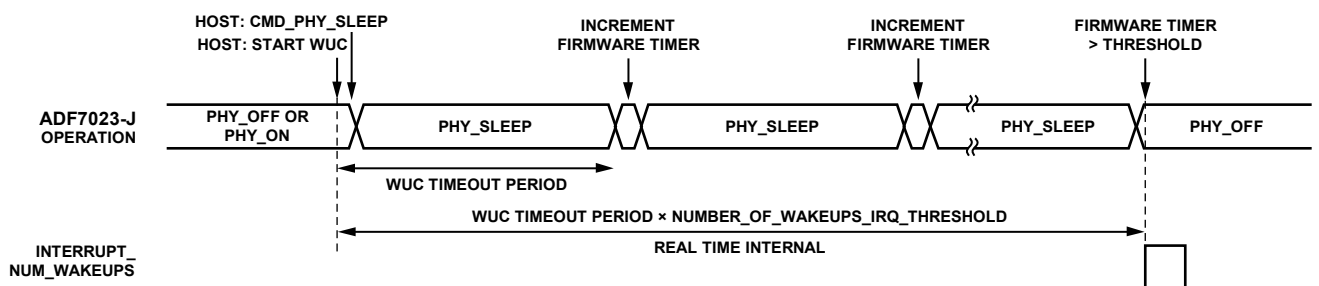 HOST: CMD_PHY_SLEEP
HOST: START WUC
INCREMENT
FIRMWARE TIMER
INCREMENT
FIRMWARE TIMER
FIRMWARE TIMER
> THRESHOLD
ADF7023-J
OPERATION
PHY_OFF OR
PHY_ON
PHY_SLEEP
PHY_SLEEP
PHY_SLEEP
PHY_OFF
WUC TIMEOUT PERIOD
WUC TIMEOUT PERIOD × NUMBER_OF_WAKEUPS_IRQ_THRESHOLD
REAL TIME INTERNAL
INTERRUPT_
NUM_WAKEUPS